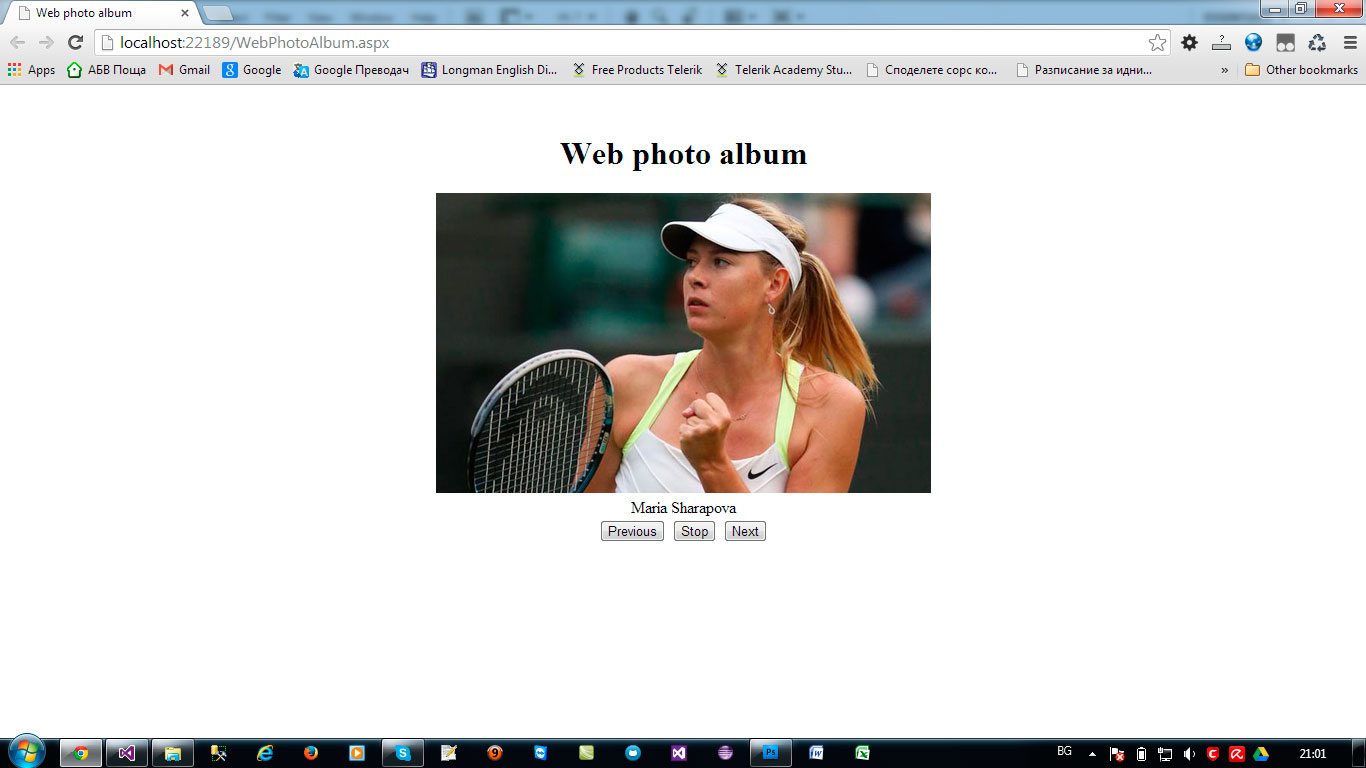 Web photo album
localhost:22189/WebPhotoAlbum.aspx
Apps АБВ Поща Gmail Google Google Преводач Longman English Di... Free Products Telerik Telerik Academy Stu... Споделете сорс ко... Разписание за идни... » Other bookmarks
Web photo album
Maria Sharapova
Previous Stop Next
BG 21:01